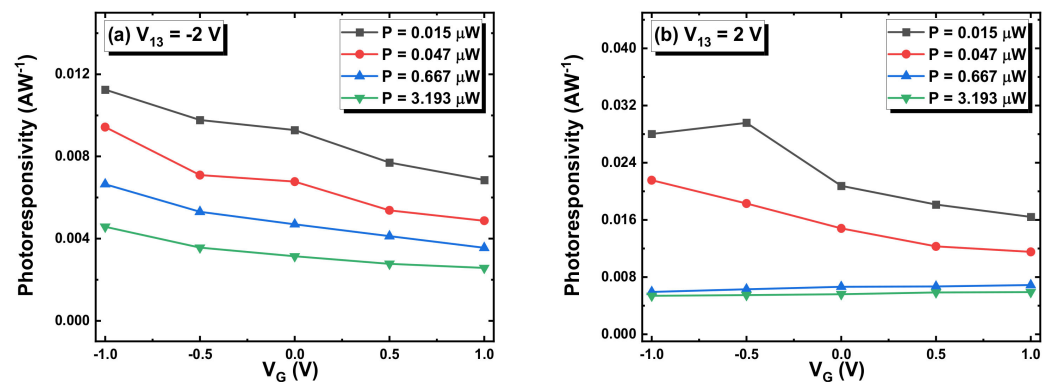 (a) V₁₃ = -2 V
P = 0.015 μW
P = 0.047 μW
P = 0.667 μW
P = 3.193 μW
Photoresponsivity (AW⁻¹)
0.012
0.008
0.004
0.000
-1.0 -0.5 0.0 0.5 1.0
V_G (V)
(b) V₁₃ = 2 V
P = 0.015 μW
P = 0.047 μW
P = 0.667 μW
P = 3.193 μW
Photoresponsivity (AW⁻¹)
0.040
0.032
0.024
0.016
0.008
0.000
-1.0 -0.5 0.0 0.5 1.0
V_G (V)